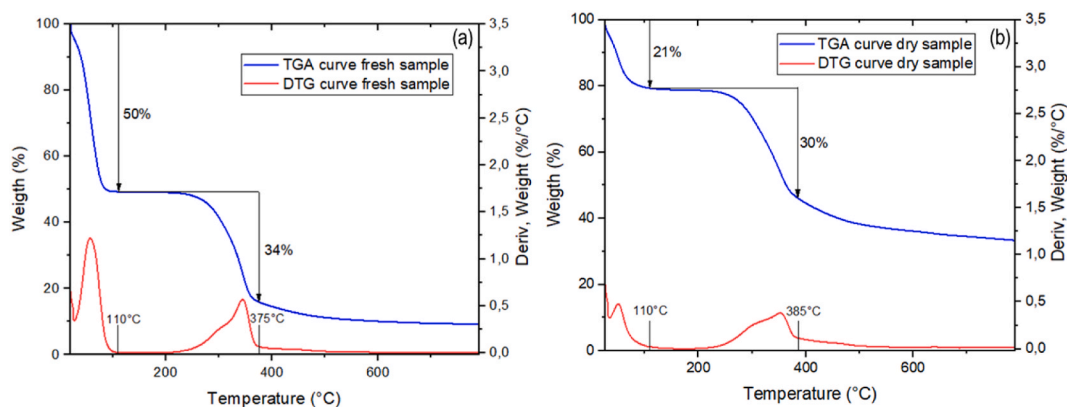 (a)
TGA curve fresh sample
DTG curve fresh sample
50%
34%
110°C
375°C
100
80
60
40
20
0
200
400
600
3,5
3,0
2,5
2,0
1,5
1,0
0,5
0,0
Weigth (%)
Deriv, Weight (%/°C)
Temperature (°C)
(b)
TGA curve dry sample
DTG curve dry sample
21%
30%
110°C
385°C
100
80
60
40
20
0
200
400
600
3,5
3,0
2,5
2,0
1,5
1,0
0,5
0,0
Weigth (%)
Deriv, Weight (%/°C)
Temperature (°C)